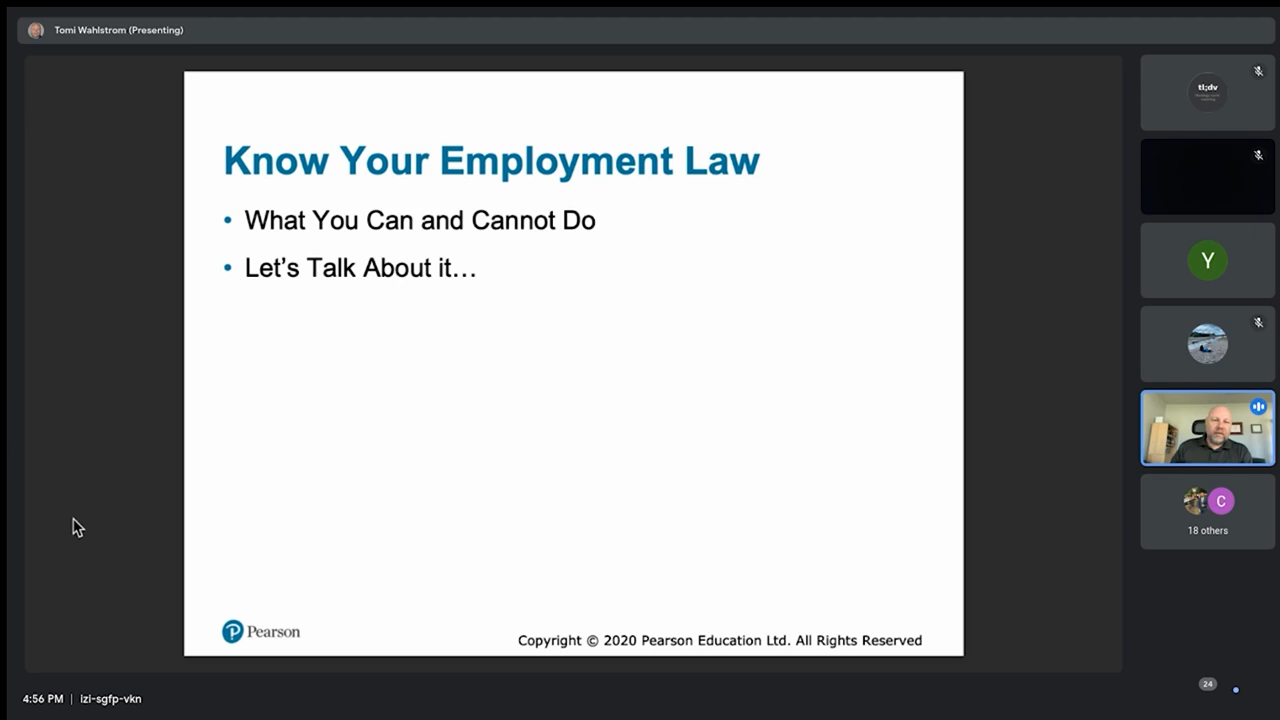 Tomi Wahlstrom (Presenting)
tl;dv
Know Your Employment Law
• What You Can and Cannot Do
• Let's Talk About it…
Y
C
18 others
P Pearson
Copyright © 2020 Pearson Education Ltd. All Rights Reserved
4:56 PM | izi-sgfp-vkn
24